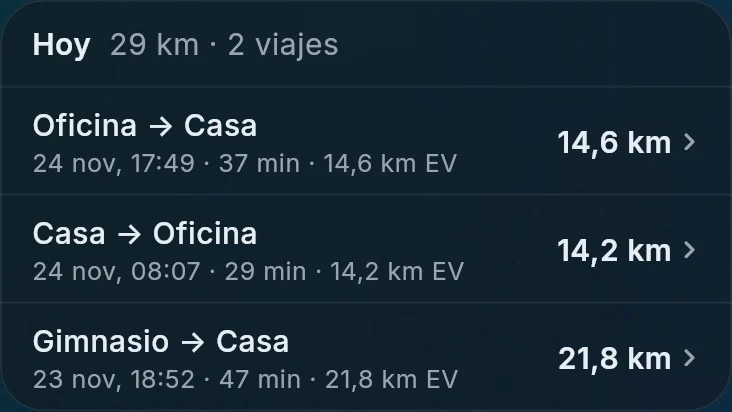 Hoy 29 km · 2 viajes
Oficina → Casa
24 nov, 17:49 · 37 min · 14,6 km EV
14,6 km >
Casa → Oficina
24 nov, 08:07 · 29 min · 14,2 km EV
14,2 km >
Gimnasio → Casa
23 nov, 18:52 · 47 min · 21,8 km EV
21,8 km >